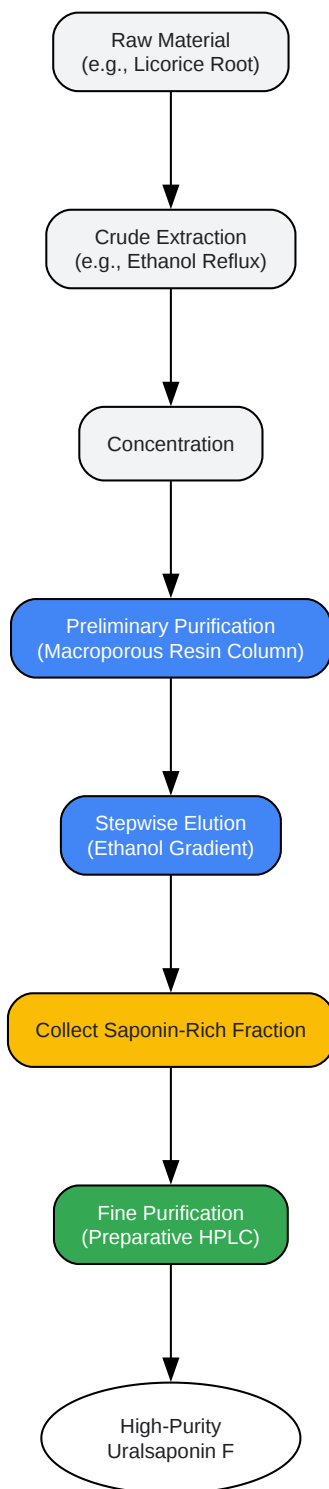 Raw Material
(e.g., Licorice Root)
Crude Extraction
(e.g., Ethanol Reflux)
Concentration
Preliminary Purification
(Macroporous Resin Column)
Stepwise Elution
(Ethanol Gradient)
Collect Saponin-Rich Fraction
Fine Purification
(Preparative HPLC)
High-Purity
Uralsaponin F